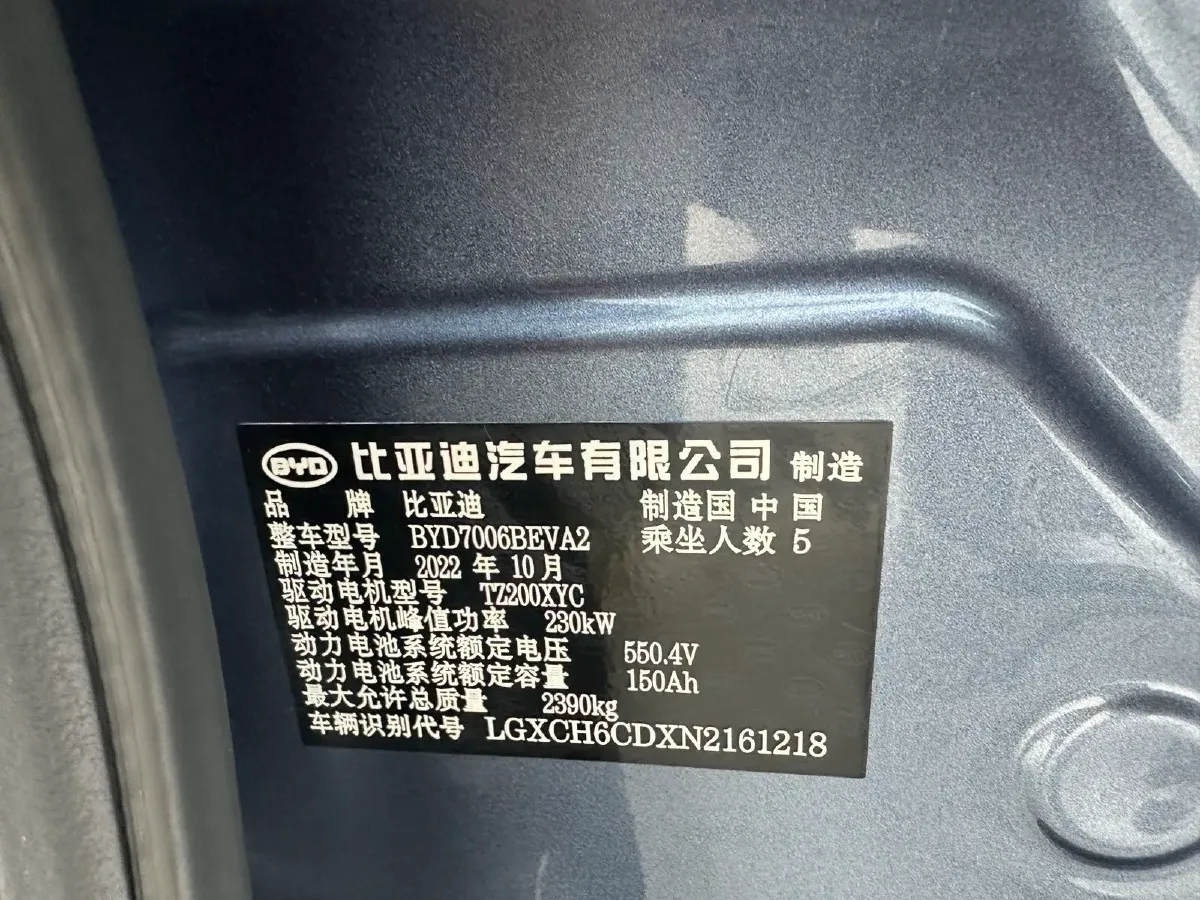 BYD 比亚迪汽车有限公司 制造
品 牌 比亚迪 制造国 中国
整车型号 BYD7006BEVA2 乘坐人数 5
制造年月 2022 年 10 月
驱动电机型号 TZ200XYC
驱动电机峰值功率 230kW
动力电池系统额定电压 550.4V
动力电池系统额定容量 150Ah
最大允许总质量 2390kg
车辆识别代号 LGXCH6CDXN2161218